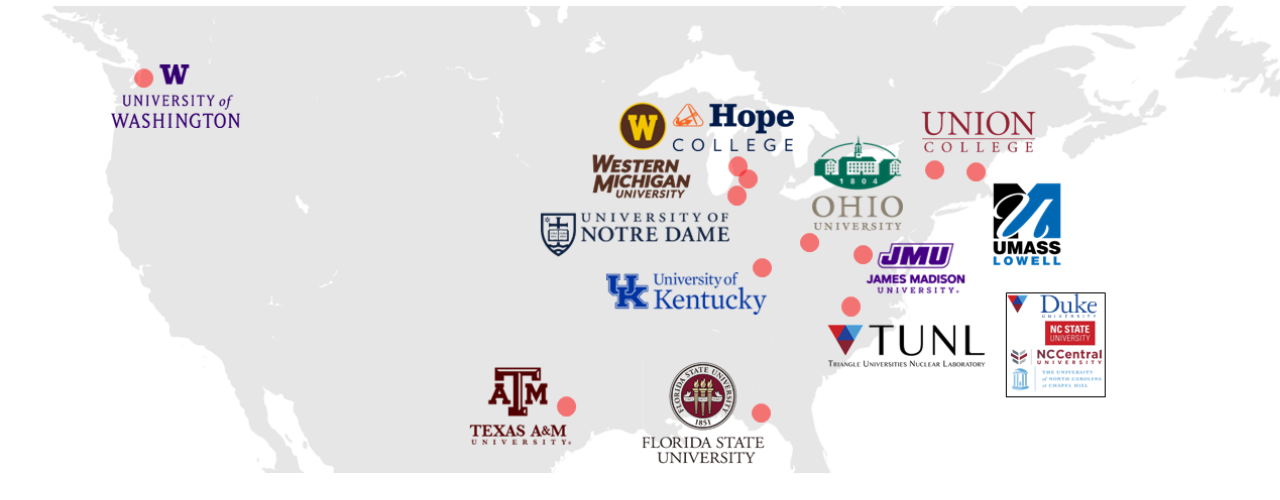 W
UNIVERSITY of
WASHINGTON
W
Hope
COLLEGE
WESTERN
MICHIGAN
UNIVERSITY
UNIVERSITY OF
NOTRE DAME
UK
University of
Kentucky
1804
OHIO
UNIVERSITY
UNION
COLLEGE
UMASS
LOWELL
JMU
JAMES MADISON
UNIVERSITY.
TUNL
TRIANGLE UNIVERSITIES NUCLEAR LABORATORY
Duke
UNIVERSITY
NC STATE
UNIVERSITY
NCCentral
UNIVERSITY
THE UNIVERSITY
of NORTH CAROLINA
at CHAPEL HILL
ATM
TEXAS A&M
UNIVERSITY
FLORIDA STATE UNIVERSITY
1851
FLORIDA STATE
UNIVERSITY